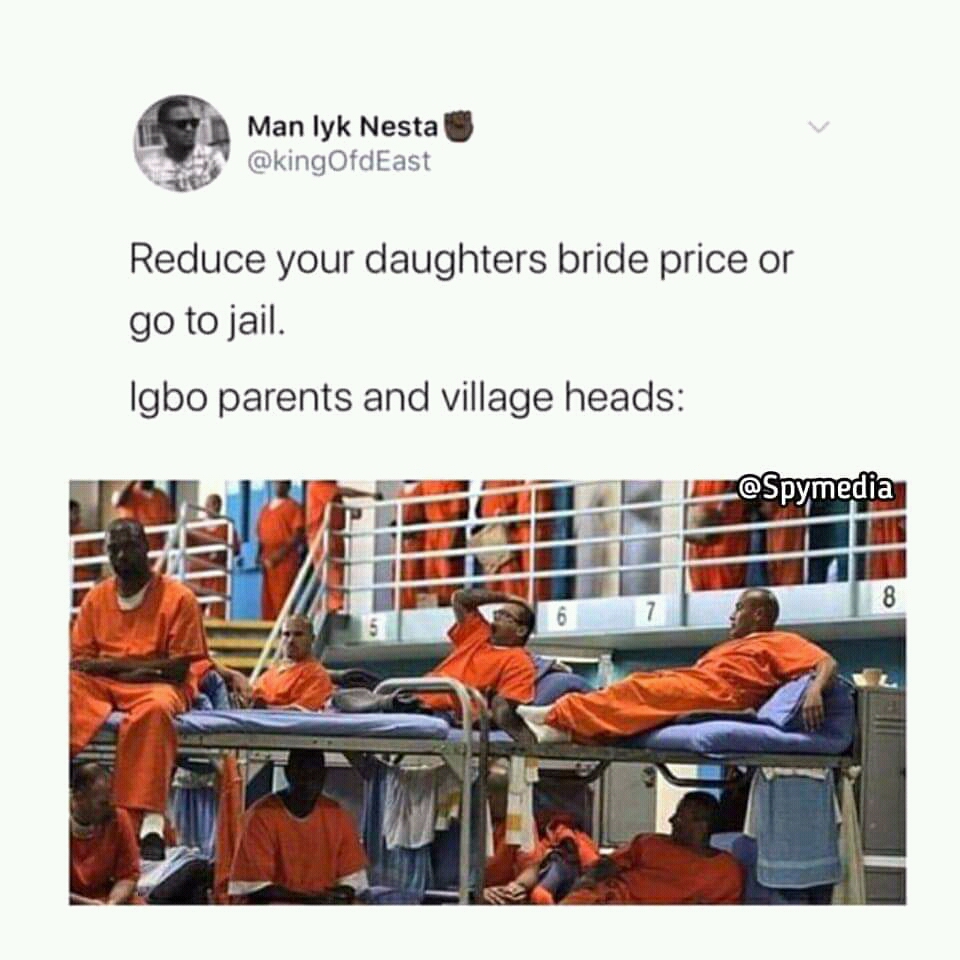 Man lyk Nesta✊🏿
@kingOfdEast
Reduce your daughters bride price or
go to jail.
Igbo parents and village heads:
@Spymedia
5
6
7
8